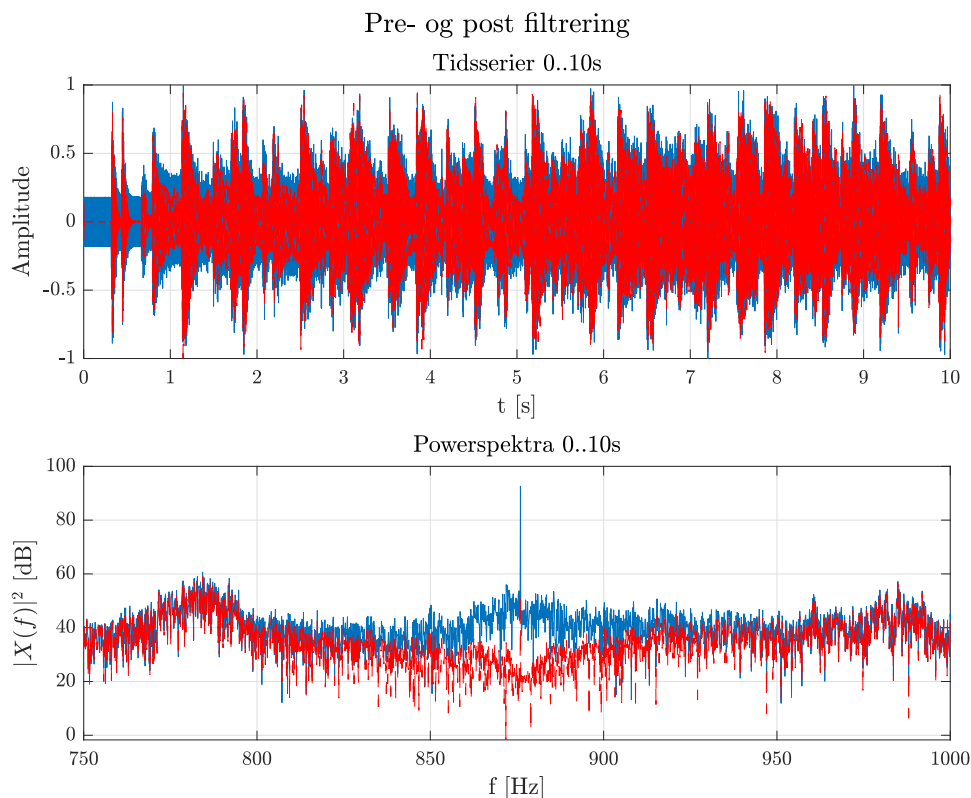 Pre- og post filtrering
Tidsserier 0..10s
1
0.5
0
-0.5
-1
Amplitude
0 1 2 3 4 5 6 7 8 9 10
t [s]
Powerspektra 0..10s
100
80
60
40
20
0
|X(f)|² [dB]
750 800 850 900 950 1000
f [Hz]